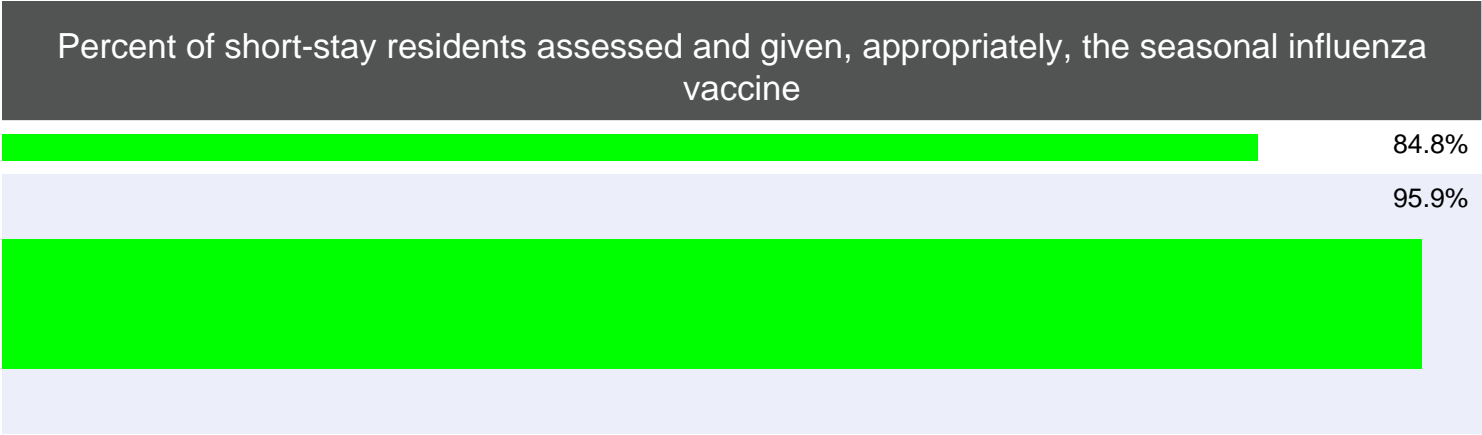 Percent of short-stay residents assessed and given, appropriately, the seasonal influenza
vaccine
84.8%
95.9%